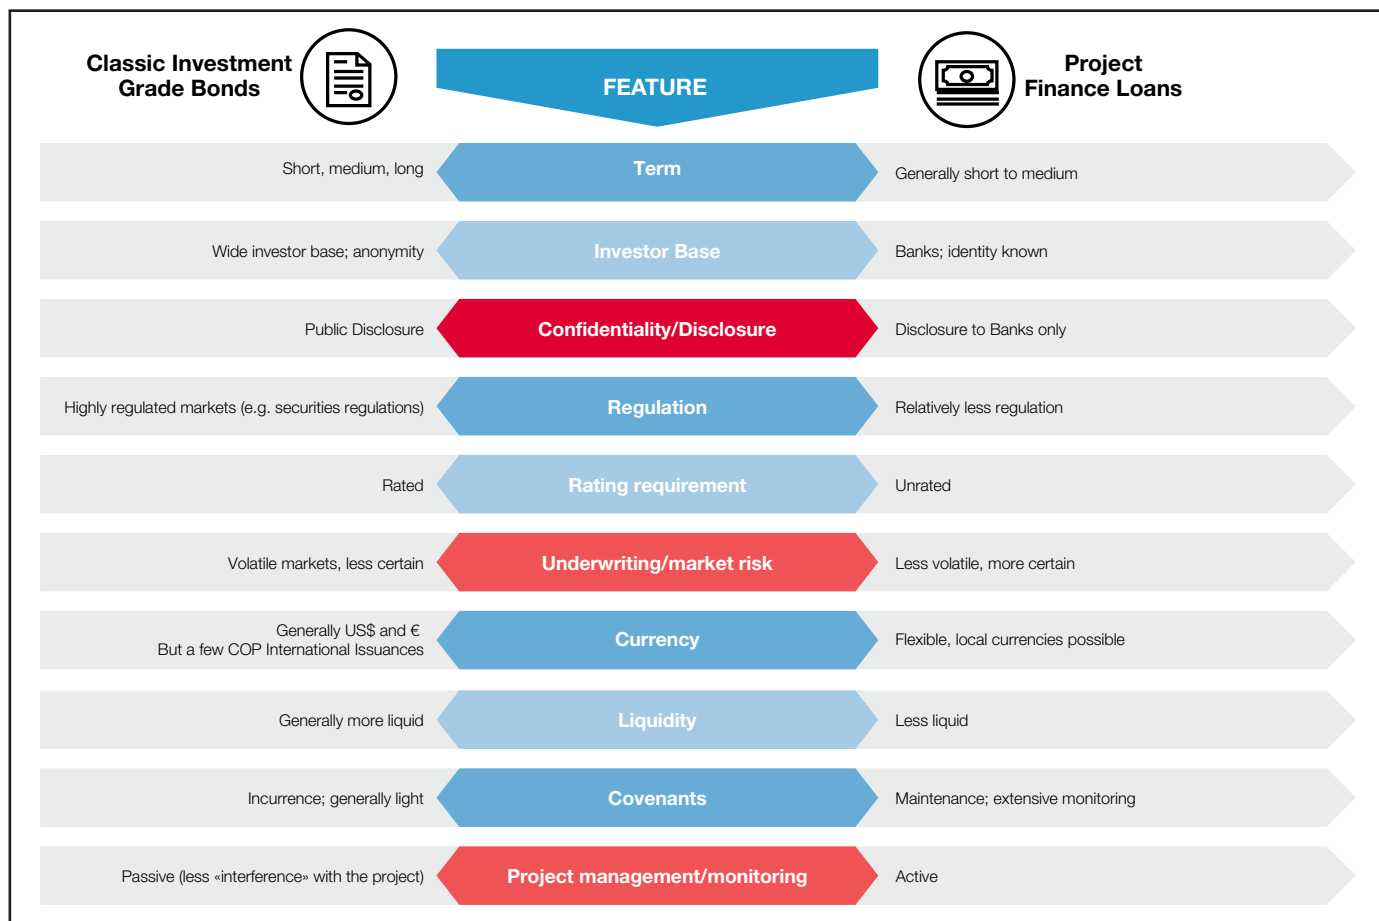 Classic Investment
Grade Bonds
FEATURE
Project
Finance Loans
Short, medium, long
Term
Generally short to medium
Wide investor base; anonymity
Investor Base
Banks; identity known
Public Disclosure
Confidentiality/Disclosure
Disclosure to Banks only
Highly regulated markets (e.g. securities regulations)
Regulation
Relatively less regulation
Rated
Rating requirement
Unrated
Volatile markets, less certain
Underwriting/market risk
Less volatile, more certain
Generally US$ and €
But a few COP International Issuances
Currency
Flexible, local currencies possible
Generally more liquid
Liquidity
Less liquid
Incurrence; generally light
Covenants
Maintenance; extensive monitoring
Passive (less «interference» with the project)
Project management/monitoring
Active